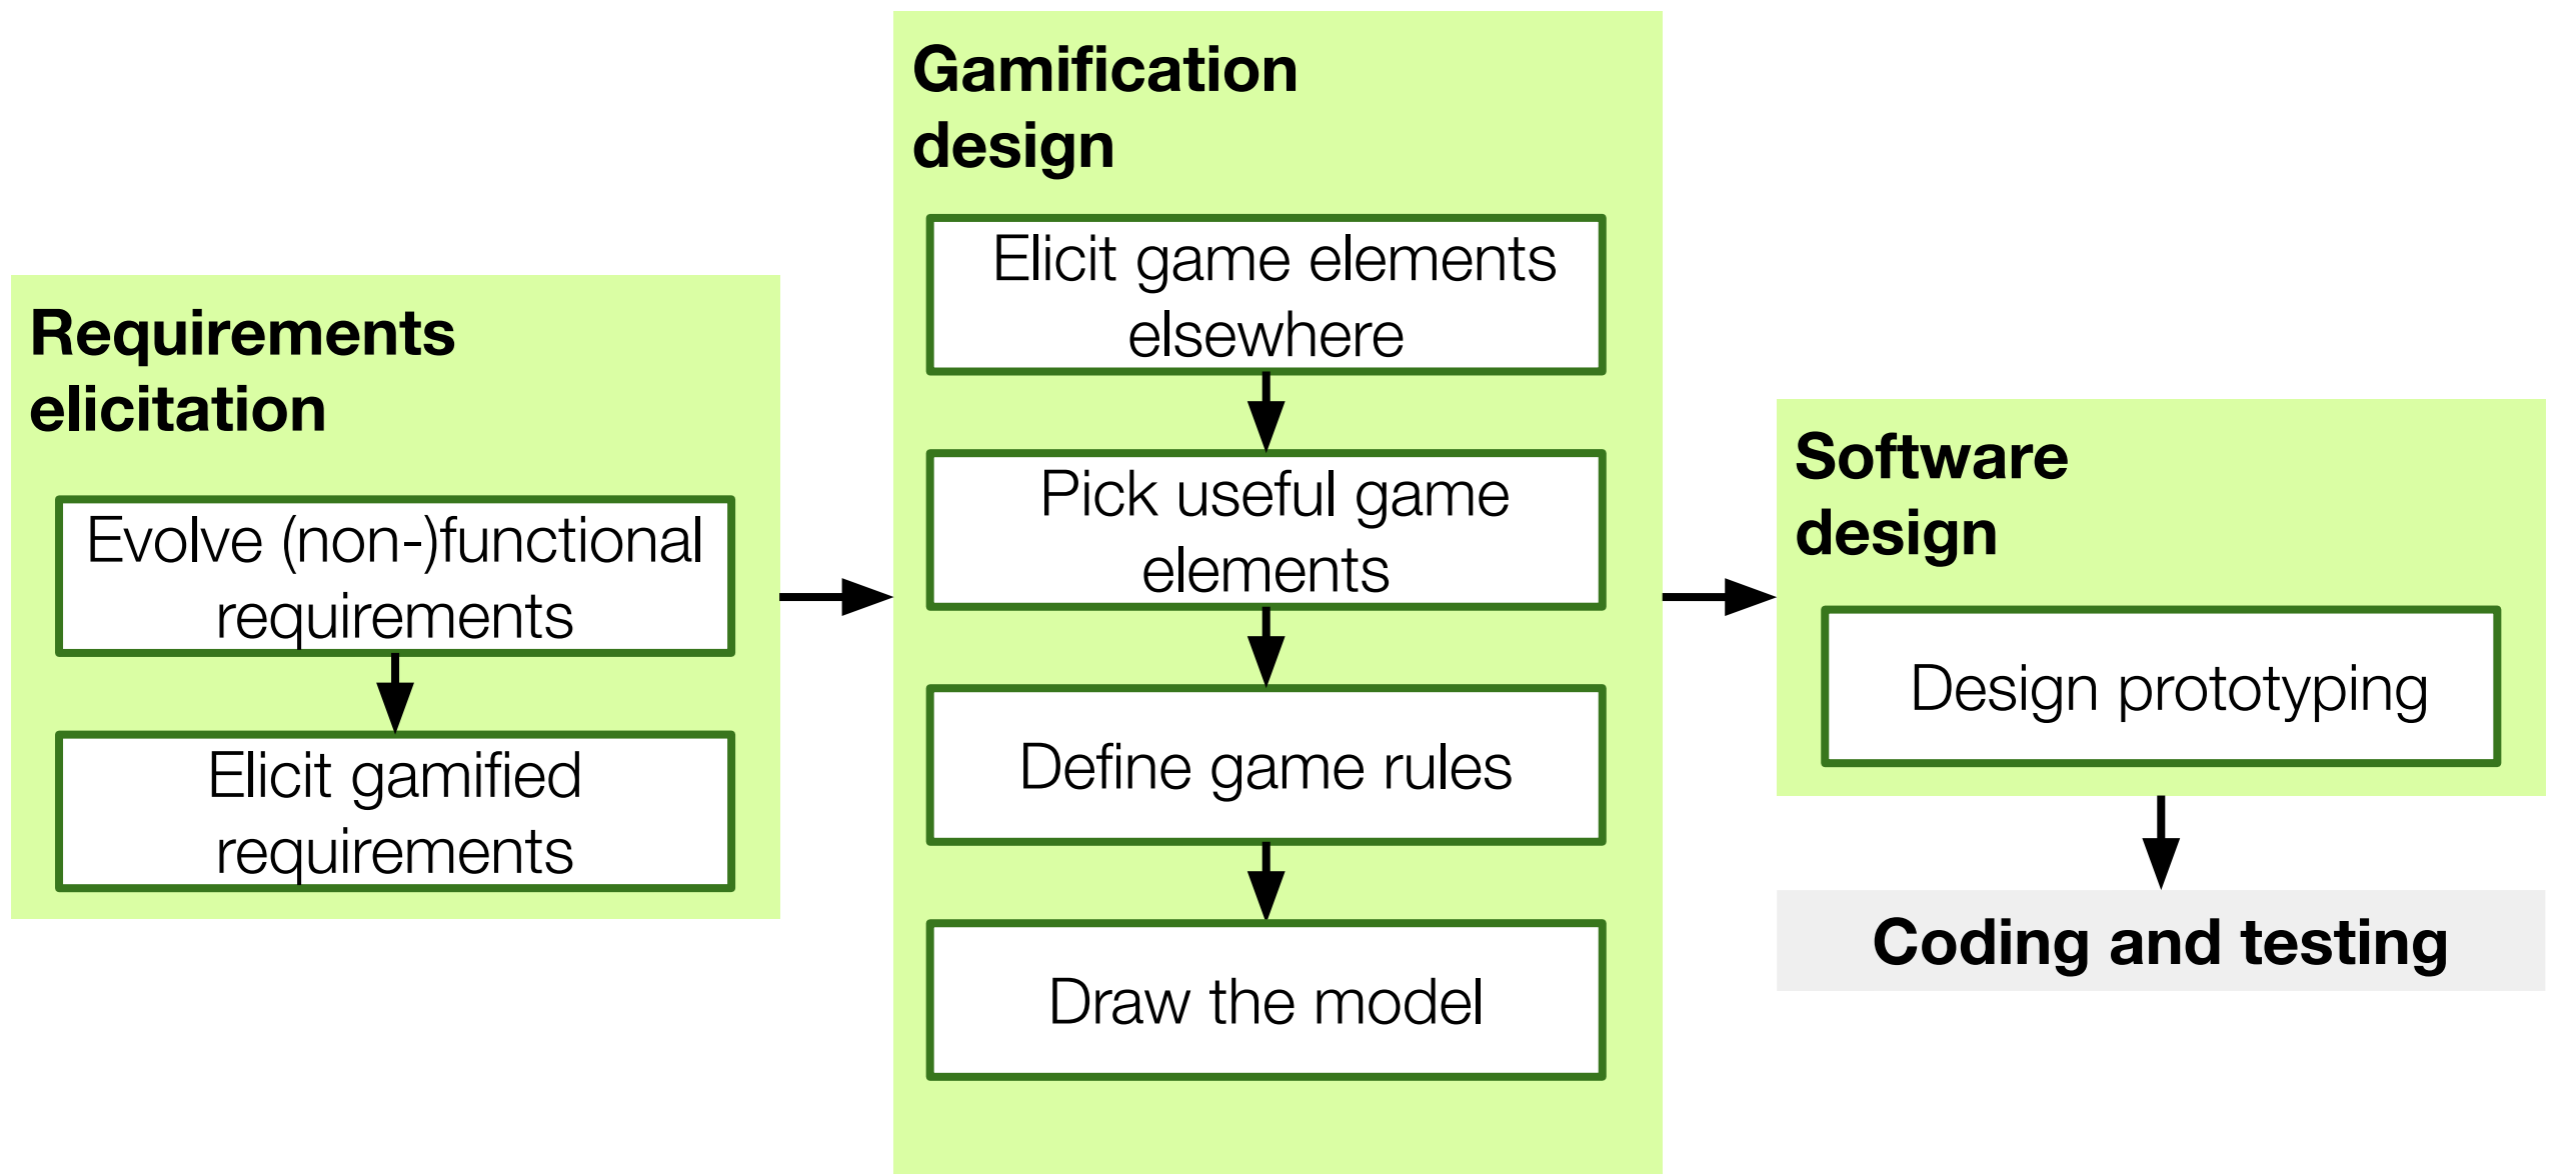 Requirements
elicitation
Evolve (non-)functional
requirements
Elicit gamified
requirements
Gamification
design
Elicit game elements
elsewhere
Pick useful game
elements
Define game rules
Draw the model
Software
design
Design prototyping
Coding and testing